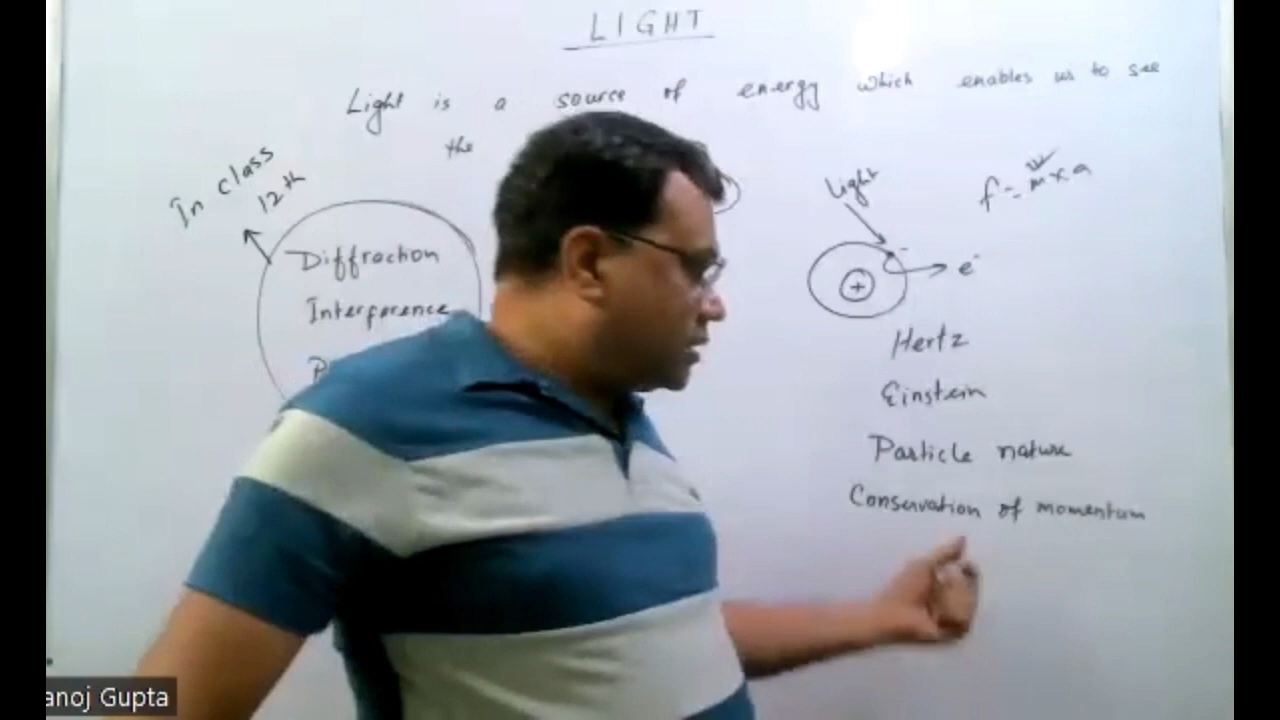 LIGHT
Light is a source of energy which enables us to see
the
In class
12th
Diffraction
Interference
light
f = m x a
+
-
e-
Hertz
Einstein
Particle nature
Conservation of momentum
anoj Gupta